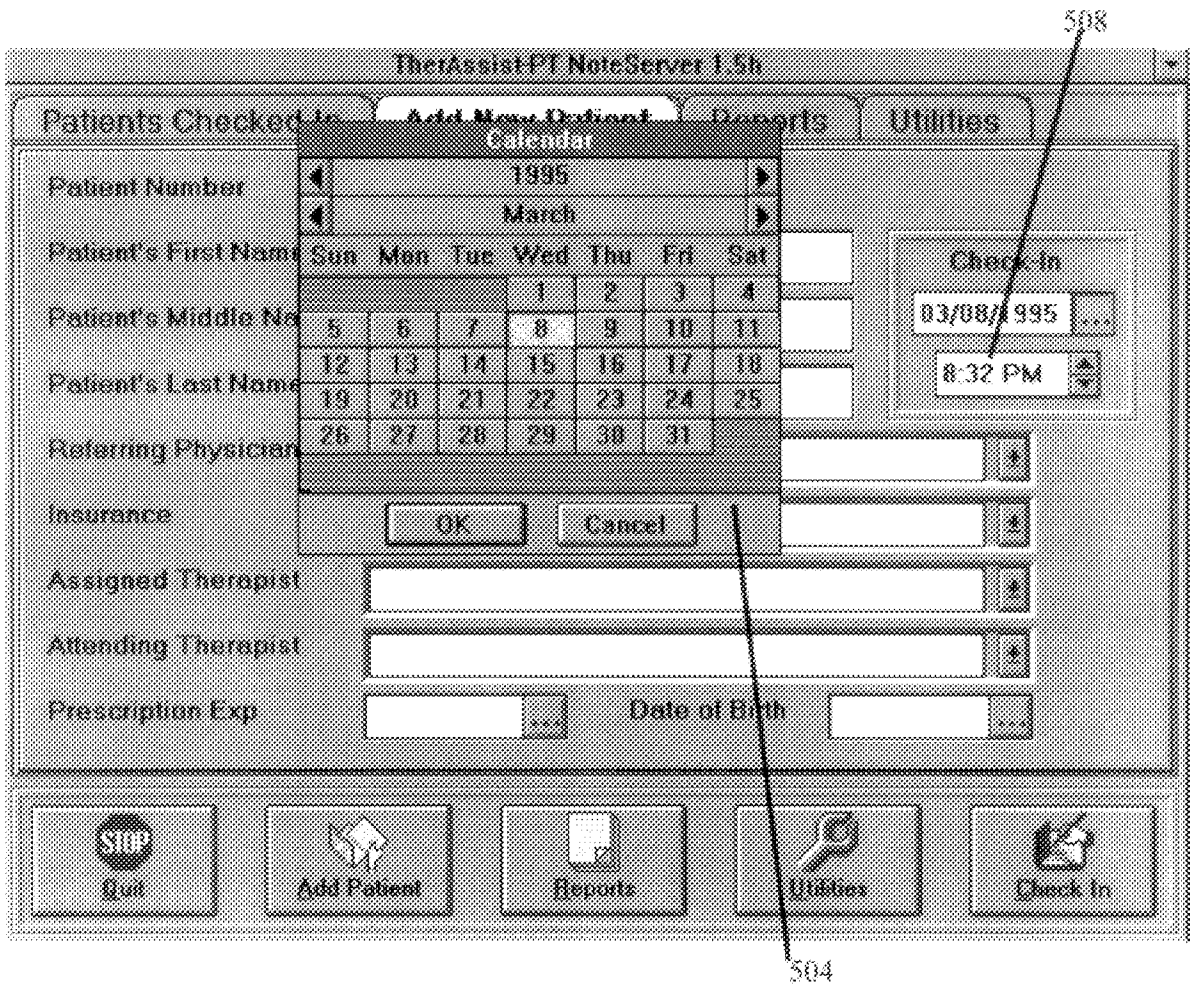 508
TherAssist-PT NoteServer 1.5h
Patients Checked In Add New Patient Reports Utilities
Calendar
1995
March
Sun Mon Tue Wed Thu Fri Sat
1 2 3 4
5 6 7 8 9 10 11
12 13 14 15 16 17 18
19 20 21 22 23 24 25
26 27 28 29 30 31
OK Cancel
Patient Number
Patient's First Name
Patient's Middle Na
Patient's Last Name
Referring Physician
Insurance
Assigned Therapist
Attending Therapist
Prescription Exp ... Date of Birth ...
Check-In
03/08/1995 ...
8:32 PM
STOP
Quit Add Patient Reports Utilities Check In
504